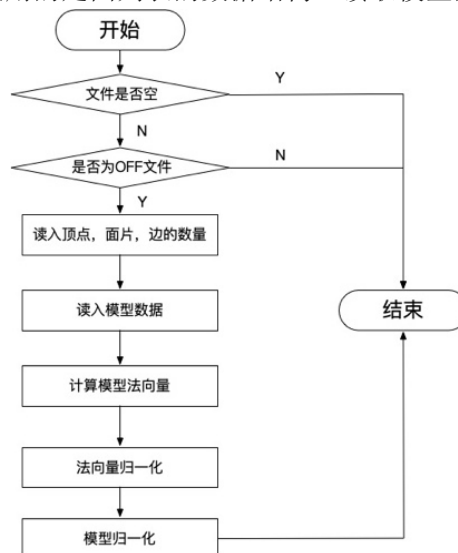 开始
文件是否空
Y
N
是否为OFF文件
N
Y
读入顶点，面片，边的数量
读入模型数据
结束
计算模型法向量
法向量归一化
模型归一化